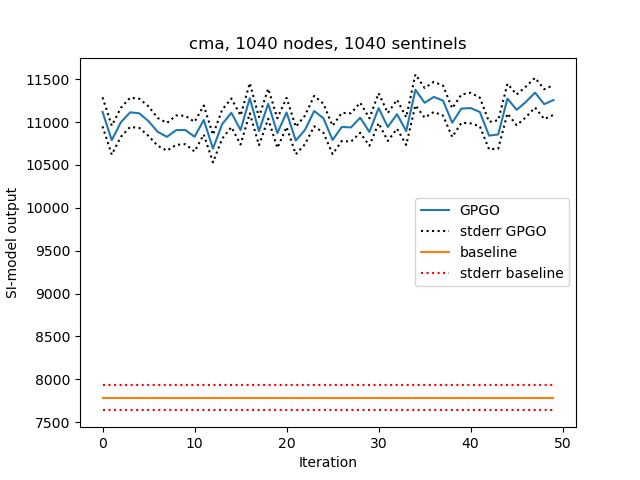 cma, 1040 nodes, 1040 sentinels
11500
11000
10500
10000
9500
9000
8500
8000
7500
SI-model output
GPGO
stderr GPGO
baseline
stderr baseline
0 10 20 30 40 50
Iteration